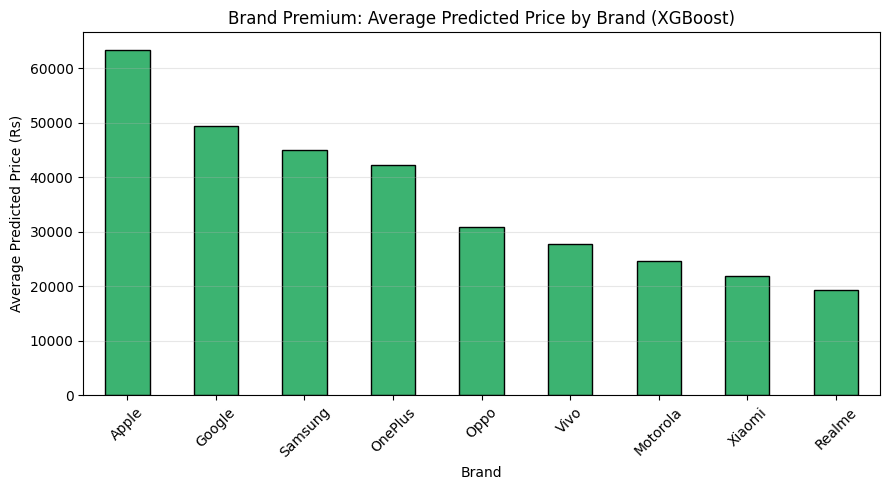 Brand Premium: Average Predicted Price by Brand (XGBoost)
Average Predicted Price (Rs)
60000
50000
40000
30000
20000
10000
0
Apple
Google
Samsung
OnePlus
Oppo
Vivo
Motorola
Xiaomi
Realme
Brand